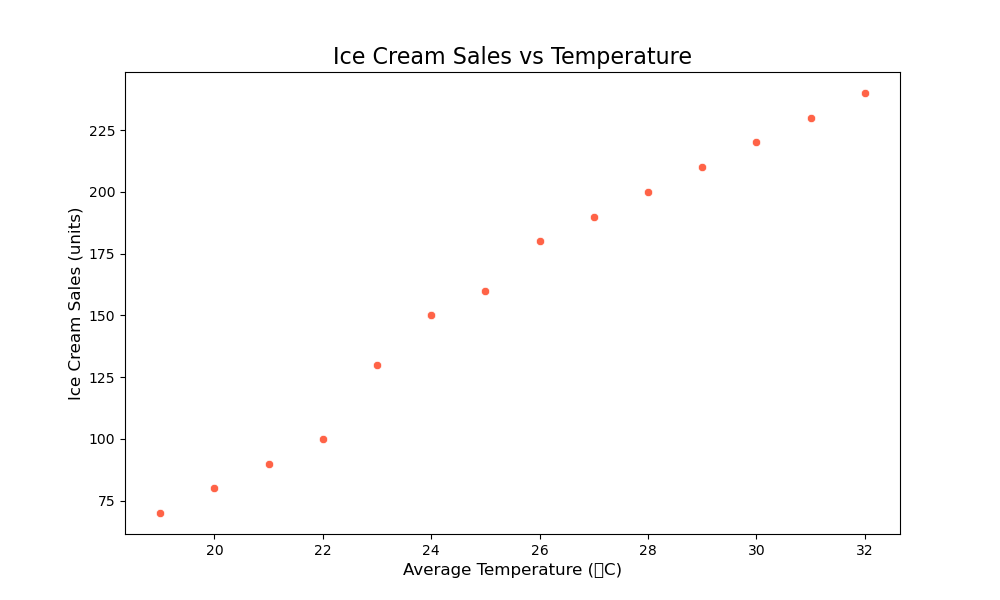 Ice Cream Sales vs Temperature
Ice Cream Sales (units)
225
200
175
150
125
100
75
20 22 24 26 28 30 32
Average Temperature (▯C)